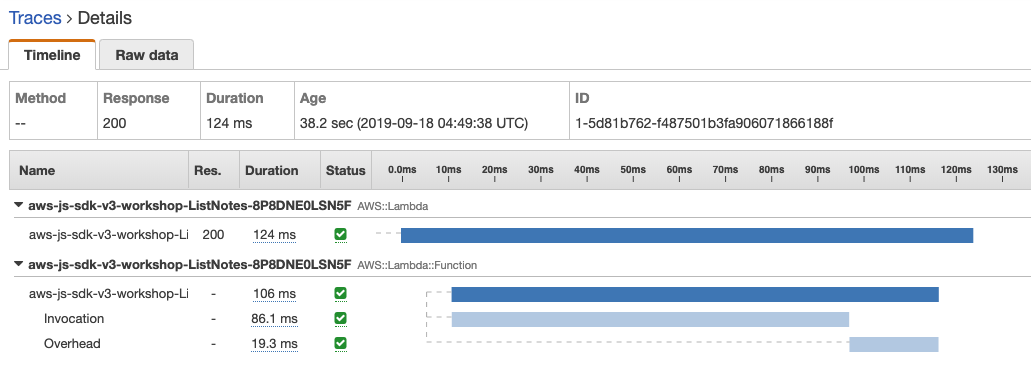 Traces > Details
Timeline Raw data
Method Response Duration Age ID
-- 200 124 ms 38.2 sec (2019-09-18 04:49:38 UTC) 1-5d81b762-f487501b3fa906071866188f
Name Res. Duration Status 0.0ms 10ms 20ms 30ms 40ms 50ms 60ms 70ms 80ms 90ms 100ms 110ms 120ms 130ms
aws-js-sdk-v3-workshop-ListNotes-8P8DNE0LSN5F AWS::Lambda
aws-js-sdk-v3-workshop-Li 200 124 ms
aws-js-sdk-v3-workshop-ListNotes-8P8DNE0LSN5F AWS::Lambda::Function
aws-js-sdk-v3-workshop-Li - 106 ms
Invocation - 86.1 ms
Overhead - 19.3 ms